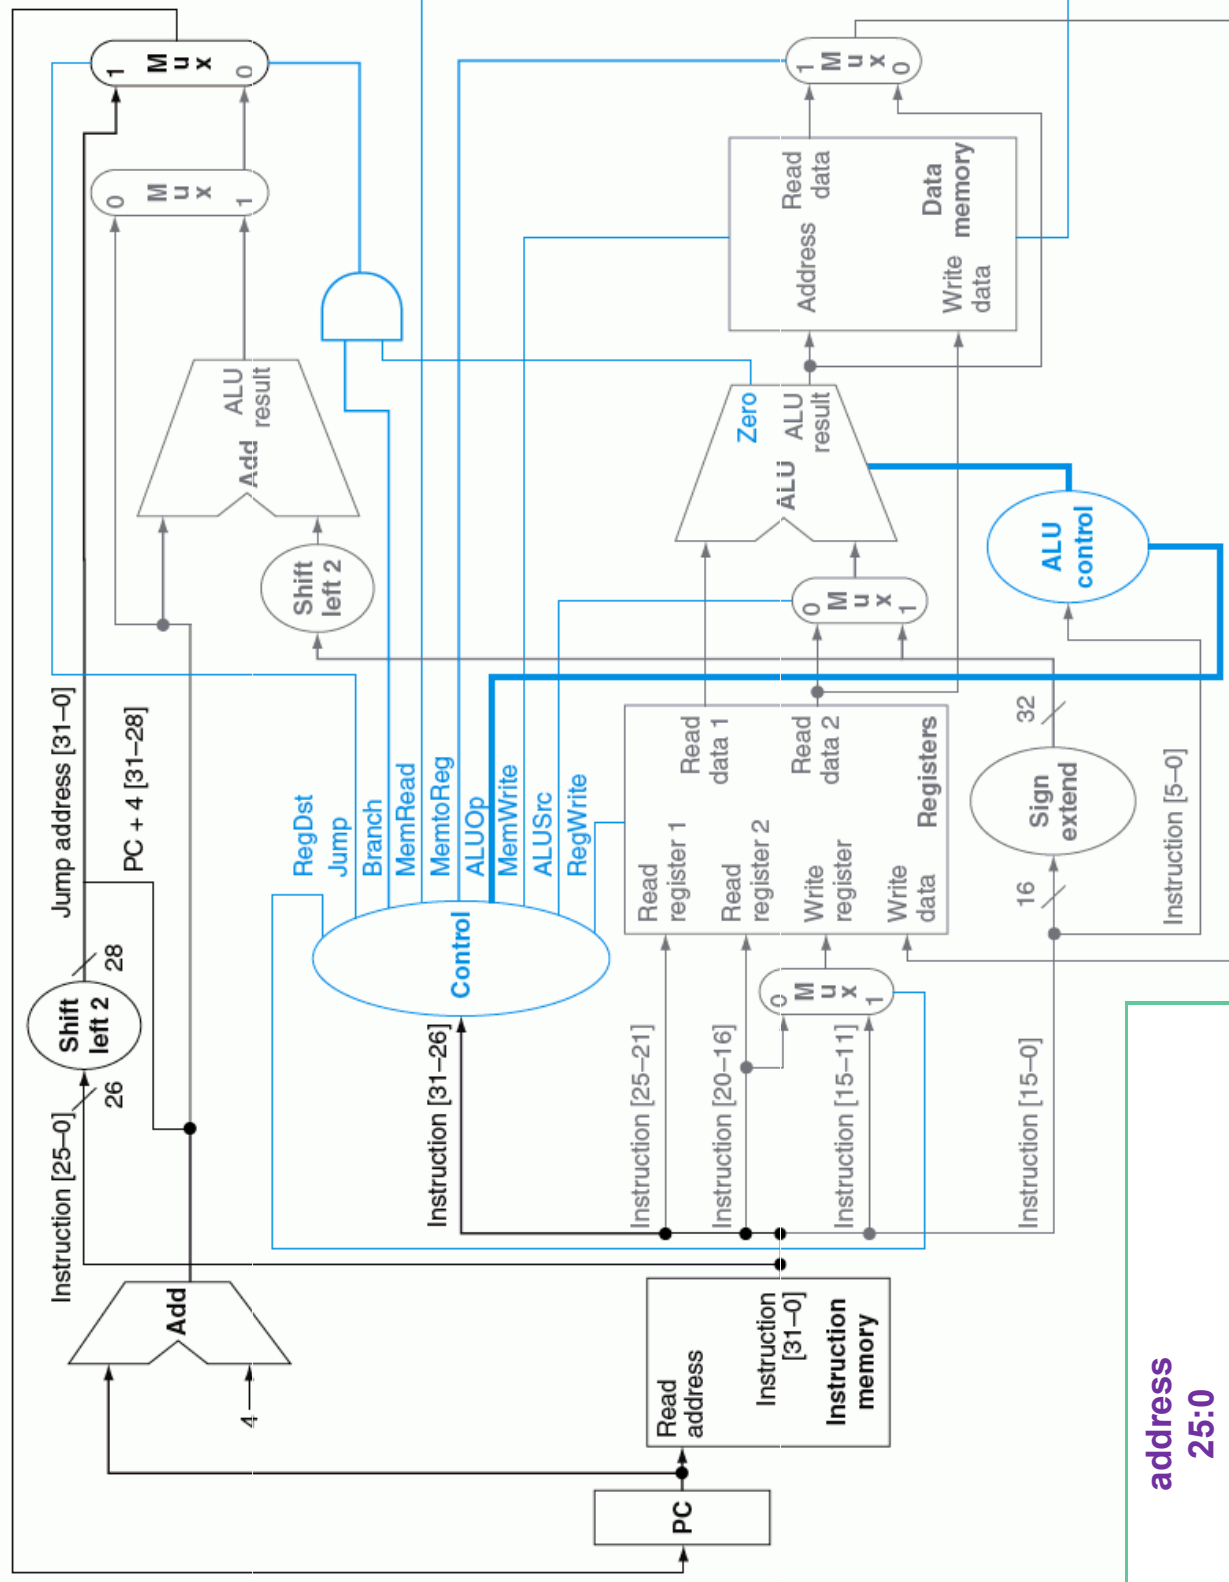 Instruction [25–0]
26
Shift
left 2
28
Jump address [31–0]
PC + 4 [31–28]
Add
4
RegDst
Jump
Branch
MemRead
MemtoReg
ALUOp
MemWrite
ALUSrc
RegWrite
Control
Instruction [31–26]
Instruction [25–21]
Instruction [20–16]
Instruction [15–11]
Instruction [15–0]
Instruction [5–0]
PC
Read
address
Instruction
[31–0]
Instruction
memory
0
M
u
x
1
Read
register 1
Read
register 2
Write
register
Write
data
Read
data 1
Read
data 2
Registers
16
Sign
extend
32
Shift
left 2
Add
ALU
result
0
M
u
x
1
1
M
u
x
0
0
M
u
x
1
Zero
ALU
ALU
result
ALU
control
Address
Read
data
Write
data
Data
memory
1
M
u
x
0
address
25:0